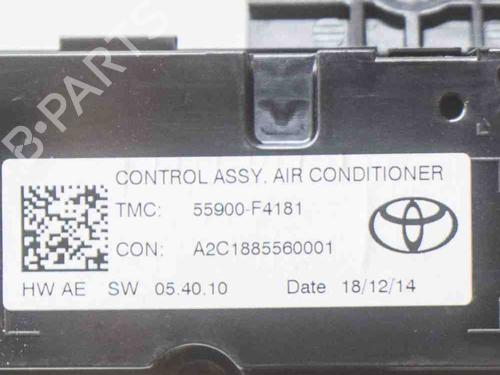 B-PARTS
CONTROL ASSY. AIR CONDITIONER
TMC: 55900-F4181
CON: A2C1885560001
HW AE SW 05.40.10 Date 18/12/14